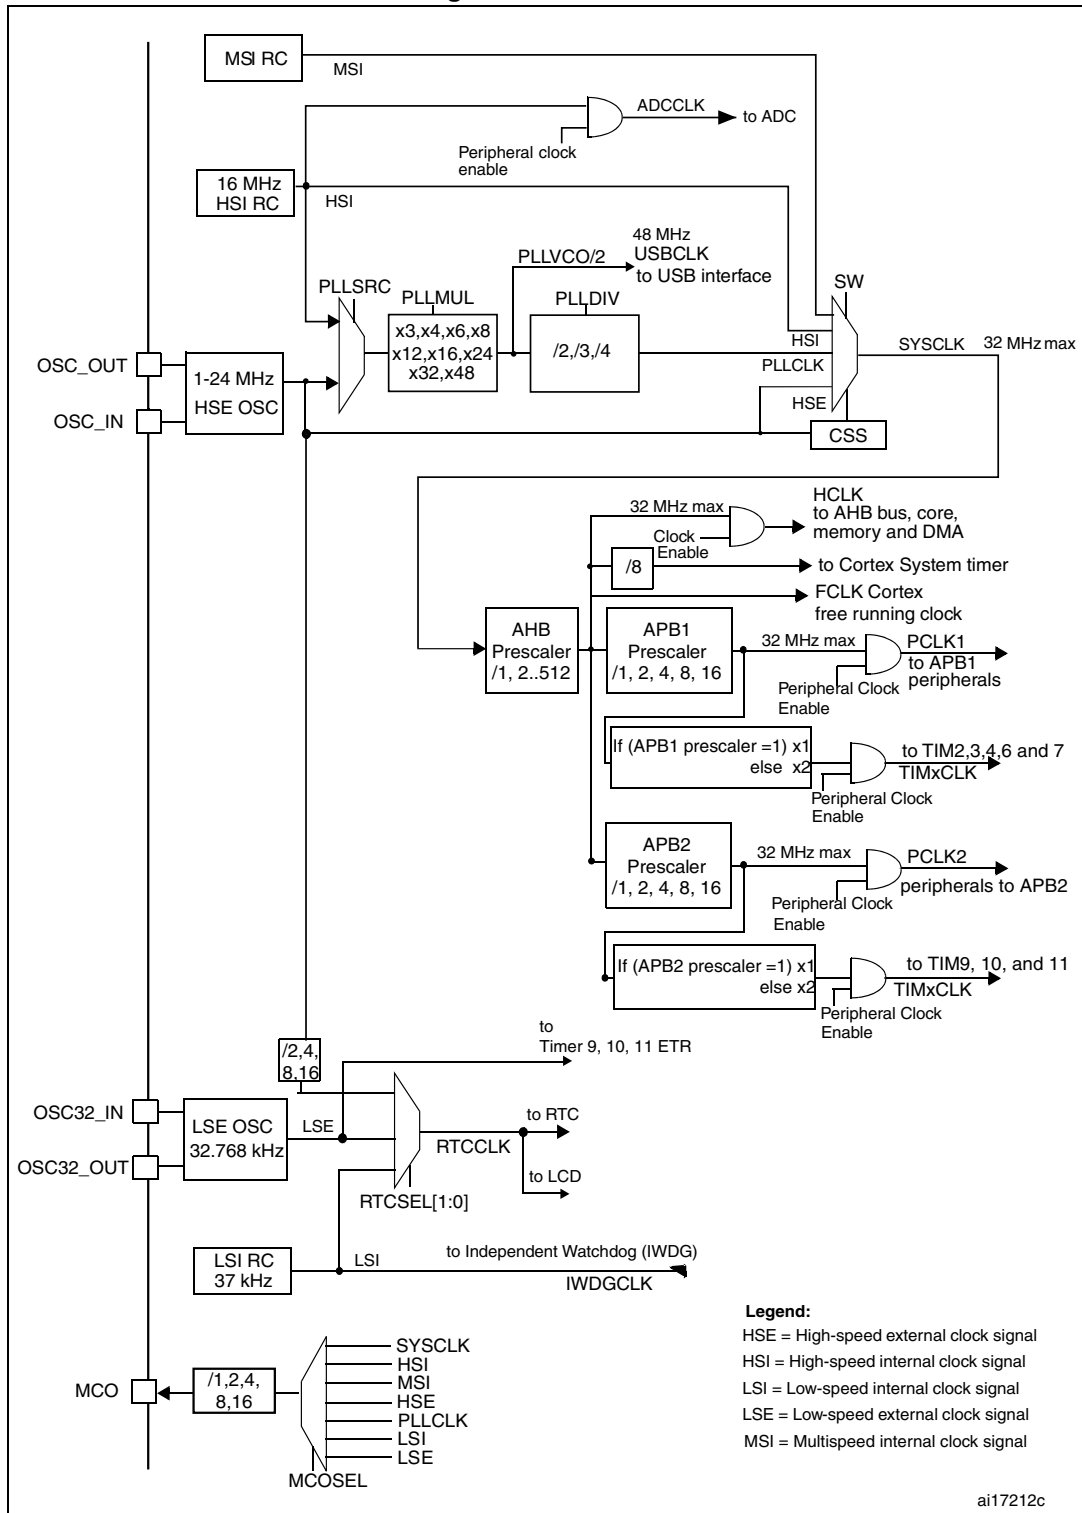 MSI RC
MSI
ADCCLK
to ADC
Peripheral clock
enable
16 MHz
HSI RC
HSI
48 MHz
USBCLK
to USB interface
PLLVCO/2
PLLSRC
PLLMUL
PLLDIV
SW
x3,x4,x6,x8
x12,x16,x24
x32,x48
/2,/3,/4
HSI
PLLCLK
HSE
SYSCLK
32 MHz max
OSC_OUT
OSC_IN
1-24 MHz
HSE OSC
CSS
32 MHz max
Clock
Enable
HCLK
to AHB bus, core,
memory and DMA
/8
to Cortex System timer
FCLK Cortex
free running clock
AHB
Prescaler
/1, 2..512
APB1
Prescaler
/1, 2, 4, 8, 16
32 MHz max
PCLK1
to APB1
peripherals
Peripheral Clock
Enable
If (APB1 prescaler =1) x1
else x2
to TIM2,3,4,6 and 7
TIMxCLK
Peripheral Clock
Enable
APB2
Prescaler
/1, 2, 4, 8, 16
32 MHz max
PCLK2
peripherals to APB2
Peripheral Clock
Enable
If (APB2 prescaler =1) x1
else x2
to TIM9, 10, and 11
TIMxCLK
Peripheral Clock
Enable
/2,4,
8,16
to
Timer 9, 10, 11 ETR
OSC32_IN
OSC32_OUT
LSE OSC
32.768 kHz
LSE
to RTC
RTCCLK
to LCD
RTCSEL[1:0]
LSI RC
37 kHz
LSI
to Independent Watchdog (IWDG)
IWDGCLK
MCO
/1,2,4,
8,16
SYSCLK
HSI
MSI
HSE
PLLCLK
LSI
LSE
MCOSEL
Legend:
HSE = High-speed external clock signal
HSI = High-speed internal clock signal
LSI = Low-speed internal clock signal
LSE = Low-speed external clock signal
MSI = Multispeed internal clock signal
ai17212c